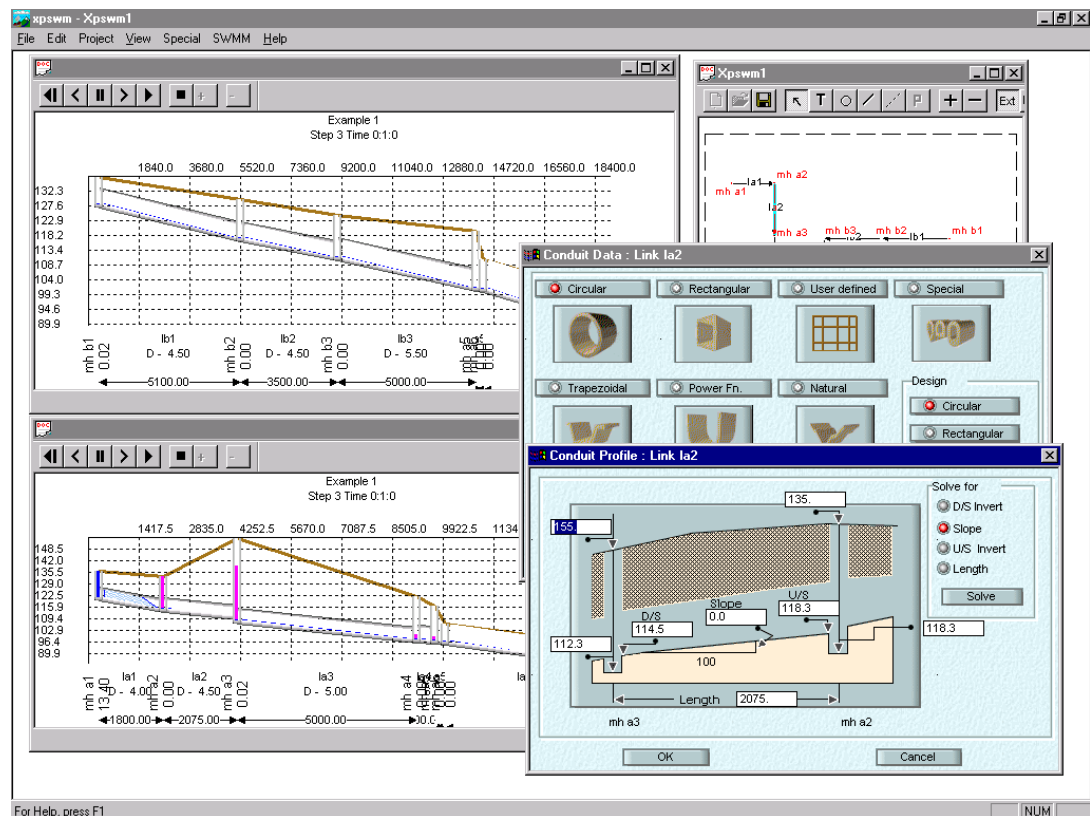 xpswm - Xpswm1
File Edit Project View Special SWMM Help
DOC
Example 1
Step 3 Time 0:1:0
1840.0 3680.0 5520.0 7360.0 9200.0 11040.0 12880.0 14720.0 16560.0 18400.0
132.3
127.6
122.9
118.2
113.4
108.7
104.0
99.3
94.6
89.9
mh b1
0.02
lb1
D - 4.50
mh b2
0.00
lb2
D - 4.50
mh b3
0.00
lb3
D - 5.50
5100.00 3500.00 5000.00
DOC
Example 1
Step 3 Time 0:1:0
1417.5 2835.0 4252.5 5670.0 7087.5 8505.0 9922.5 1134
148.5
142.0
135.5
129.0
122.5
115.9
109.4
102.9
96.4
89.9
mh a1
13.40
la1
D - 4.00
mh a2
0.00
la2
D - 4.50
mh a3
0.02
la3
D - 5.00
mh a4
0.00
la
1800.00 2075.00 5000.00 00.0
DOC
Xpswm1
T P + − Ext
mh a1 la1 mh a2
la2
mh a3 mh b3 lb2 mh b2 lb1 mh b1
Conduit Data : Link la2
Circular Rectangular User defined Special
Trapezoidal Power Fn. Natural
Design
Circular
Rectangular
Conduit Profile : Link la2
155.
135.
Solve for
D/S Invert
Slope
U/S Invert
Length
Solve
U/S
118.3
Slope
0.0
D/S
114.5
118.3
112.3
100
Length 2075.
mh a3 mh a2
OK Cancel
For Help, press F1 NUM